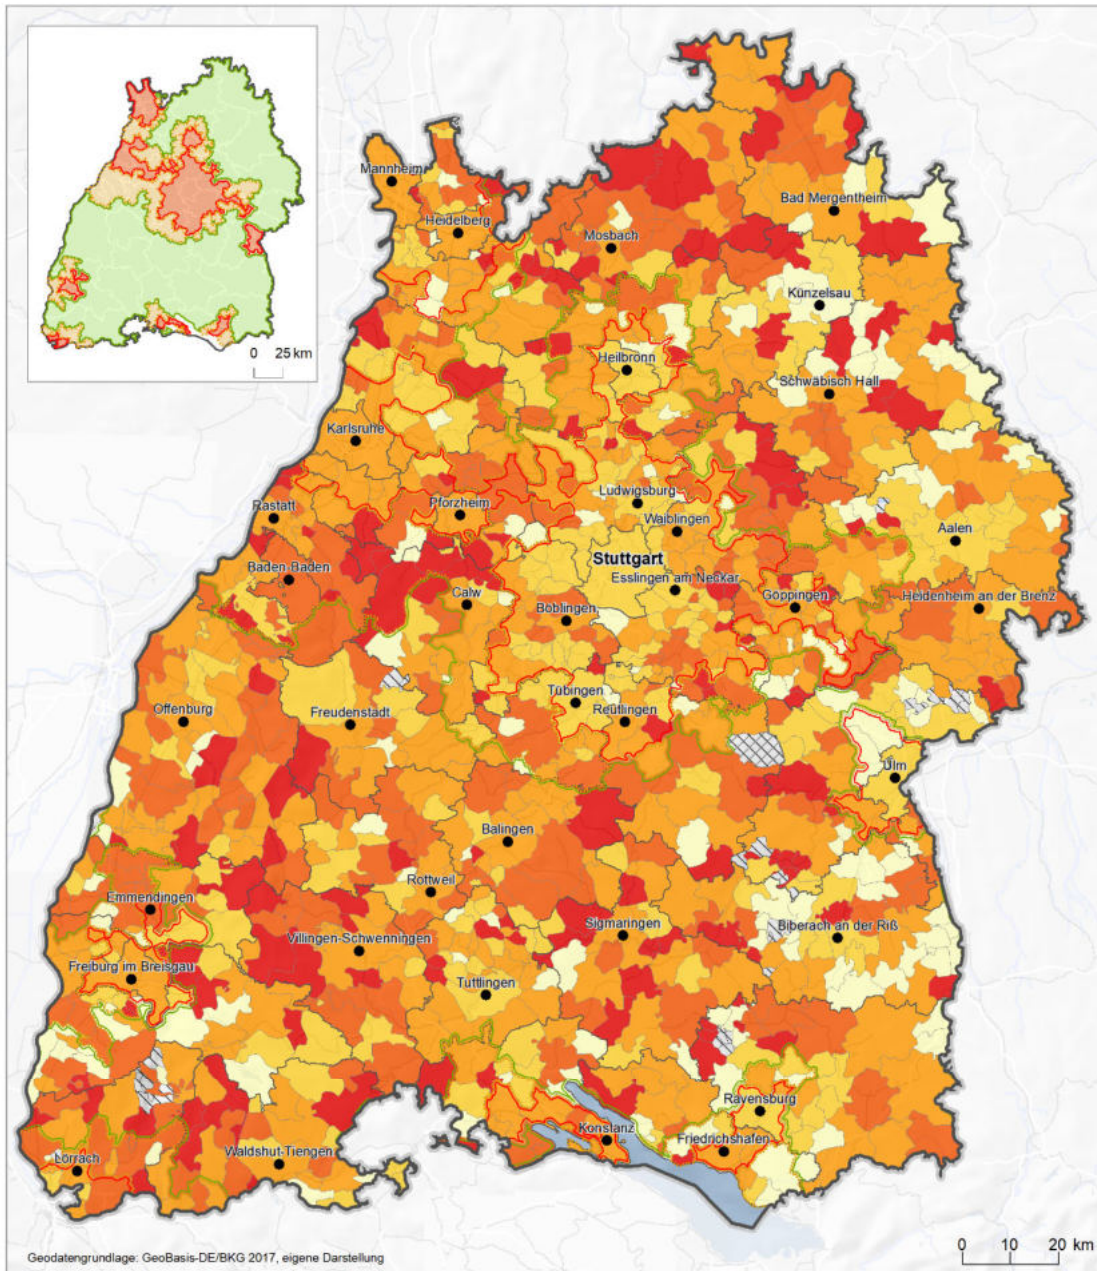 0 25 km
Mannheim
Heidelberg
Mosbach
Bad Mergentheim
Künzelsau
Heilbronn
Schwäbisch Hall
Karlsruhe
Pforzheim
Ludwigsburg
Rastatt
Waiblingen
Aalen
Stuttgart
Baden-Baden
Esslingen am Neckar
Calw
Böblingen
Göppingen
Heidenheim an der Brenz
Tübingen
Offenburg
Freudenstadt
Reutlingen
Ulm
Balingen
Rottweil
Emmendingen
Sigmaringen
Biberach an der Riß
Villingen-Schwenningen
Freiburg im Breisgau
Tuttlingen
Ravensburg
Konstanz
Friedrichshafen
Lörrach
Waldshut-Tiengen
Geodatengrundlage: GeoBasis-DE/BKG 2017, eigene Darstellung
0 10 20 km